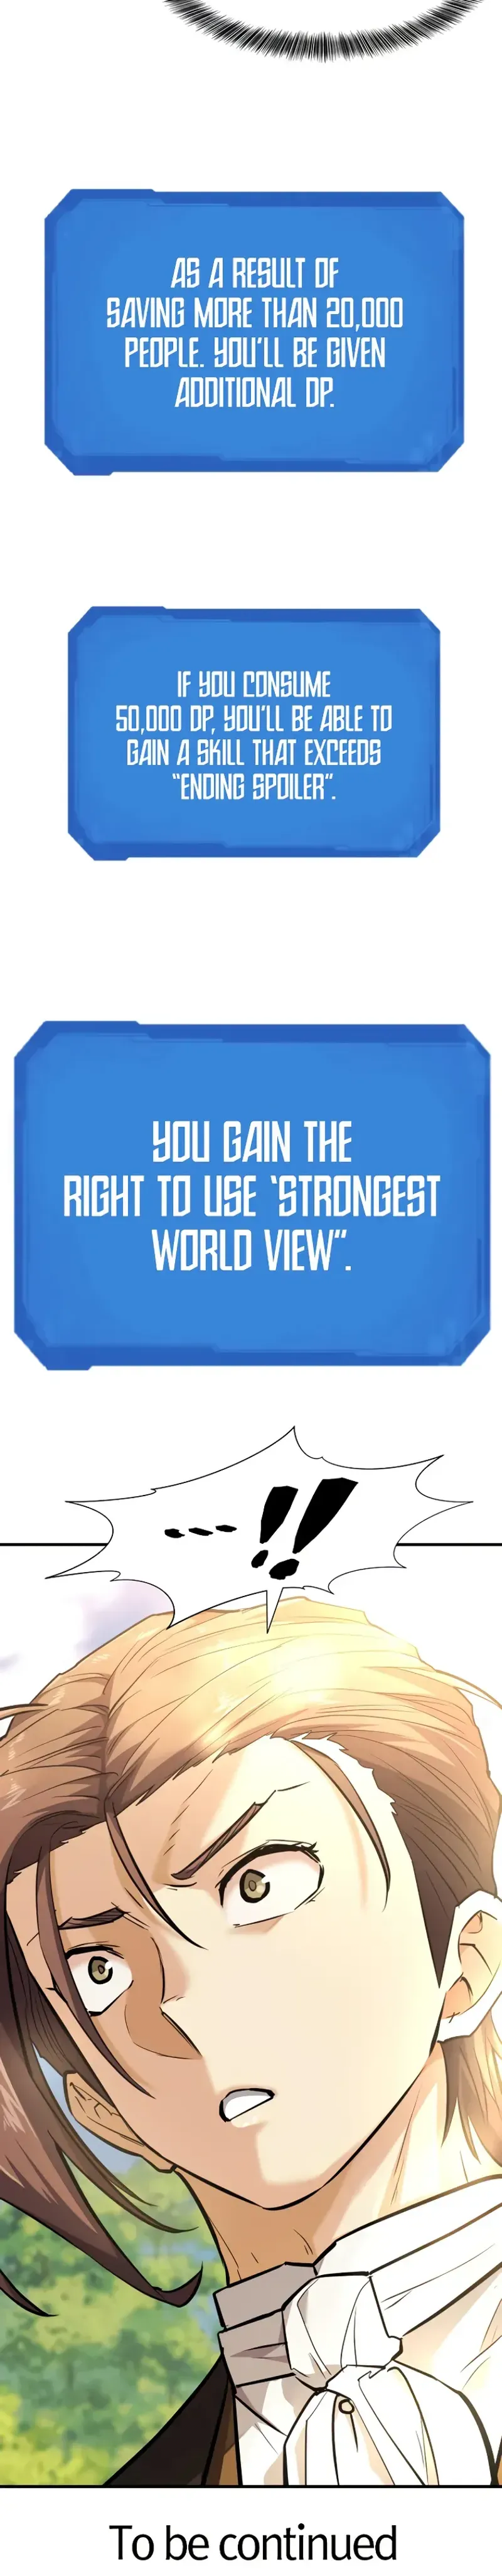 AS A RESULT OF
SAVING MORE THAN 20,000
PEOPLE. YOU'LL BE GIVEN
ADDITIONAL DP.
IF YOU CONSUME
50,000 DP, YOU'LL BE ABLE TO
GAIN A SKILL THAT EXCEEDS
"ENDING SPOILER".
YOU GAIN THE
RIGHT TO USE 'STRONGEST
WORLD VIEW".
---!!
To be continued